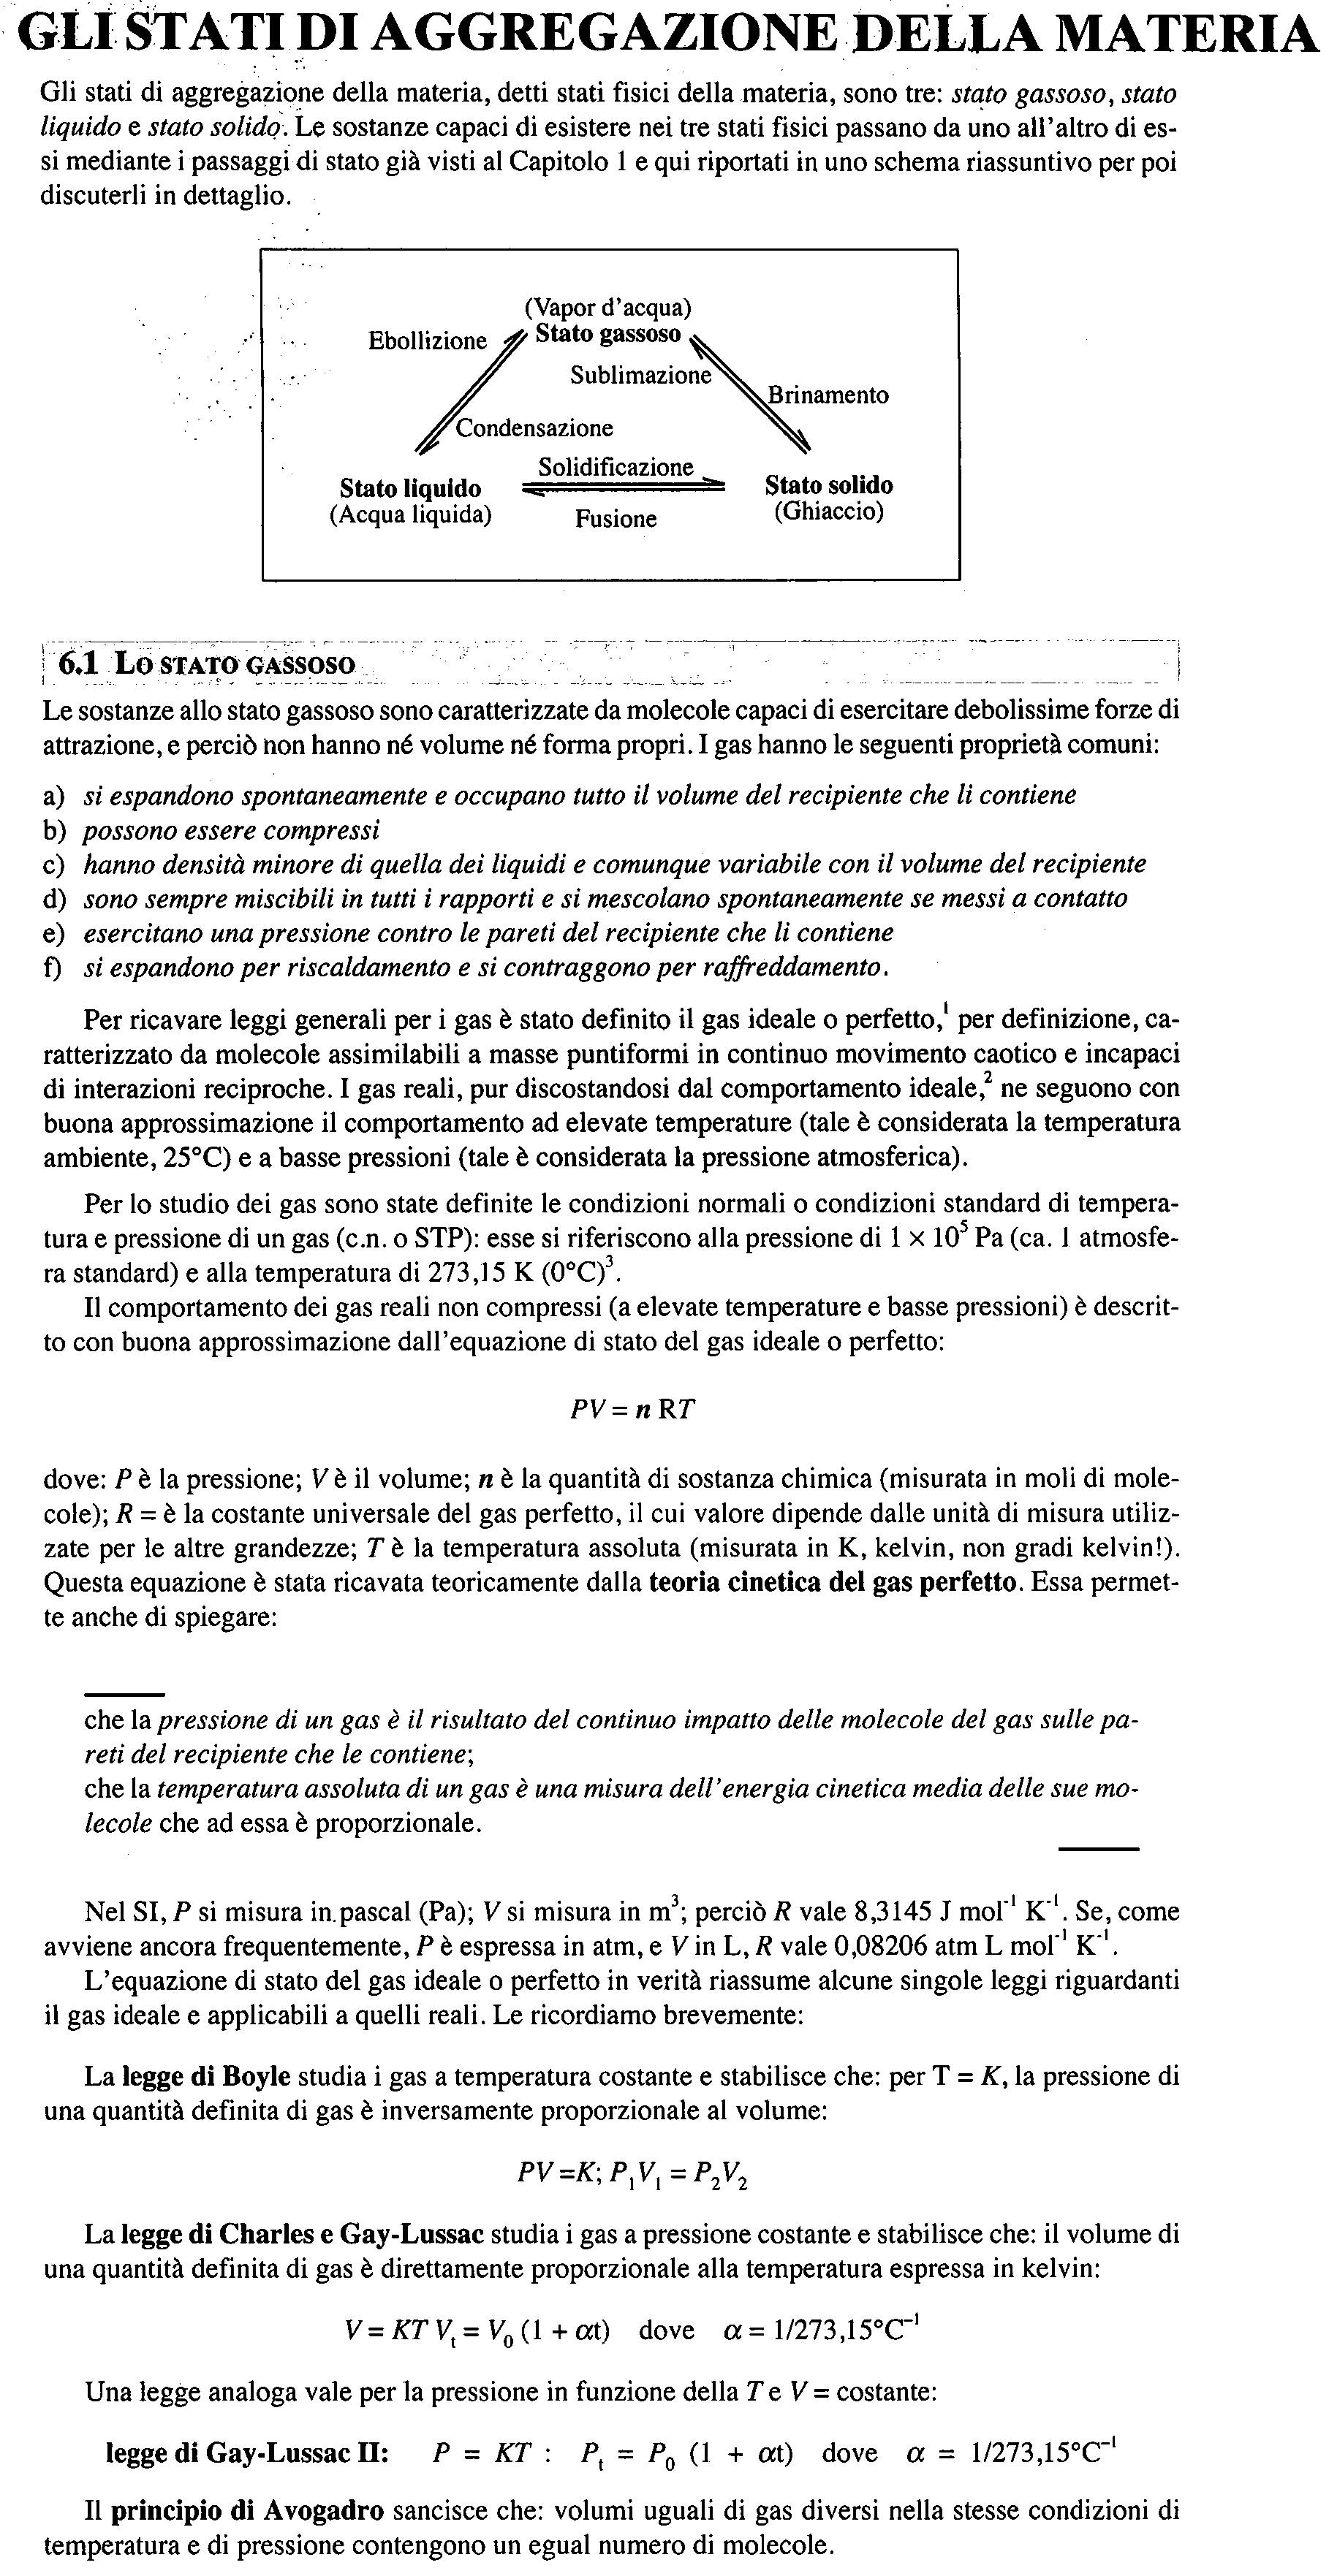 GLI STATI DI AGGREGAZIONE DELLA MATERIA
Gli stati di aggregazione della materia, detti stati fisici della materia, sono tre: stato gassoso, stato
liquido e stato solido. Le sostanze capaci di esistere nei tre stati fisici passano da uno all'altro di es-
si mediante i passaggi di stato già visti al Capitolo 1 e qui riportati in uno schema riassuntivo per poi
discuterli in dettaglio.
(Vapor d'acqua)
Ebollizione
Stato gassoso
Sublimazione
Brinamento
Condensazione
Solidificazione
Stato liquido
Stato solido
(Acqua liquida)
Fusione
(Ghiaccio)
6.1 LO STATO GASSOSO
Le sostanze allo stato gassoso sono caratterizzate da molecole capaci di esercitare debolissime forze di
attrazione, e perciò non hanno né volume né forma propri. I gas hanno le seguenti proprietà comuni:
a) si espandono spontaneamente e occupano tutto il volume del recipiente che li contiene
b) possono essere compressi
c) hanno densità minore di quella dei liquidi e comunque variabile con il volume del recipiente
d) sono sempre miscibili in tutti i rapporti e si mescolano spontaneamente se messi a contatto
e) esercitano una pressione contro le pareti del recipiente che li contiene
f) si espandono per riscaldamento e si contraggono per raffreddamento.
Per ricavare leggi generali per i gas è stato definito il gas ideale o perfetto,¹ per definizione, ca-
ratterizzato da molecole assimilabili a masse puntiformi in continuo movimento caotico e incapaci
di interazioni reciproche. I gas reali, pur discostandosi dal comportamento ideale,² ne seguono con
buona approssimazione il comportamento ad elevate temperature (tale è considerata la temperatura
ambiente, 25°C) e a basse pressioni (tale è considerata la pressione atmosferica).
Per lo studio dei gas sono state definite le condizioni normali o condizioni standard di tempera-
tura e pressione di un gas (c.n. o STP): esse si riferiscono alla pressione di 1 × 10⁵ Pa (ca. 1 atmosfe-
ra standard) e alla temperatura di 273,15 K (0°C)³.
Il comportamento dei gas reali non compressi (a elevate temperature e basse pressioni) è descrit-
to con buona approssimazione dall'equazione di stato del gas ideale o perfetto:
PV = n RT
dove: P è la pressione; V è il volume; n è la quantità di sostanza chimica (misurata in moli di mole-
cole); R = è la costante universale del gas perfetto, il cui valore dipende dalle unità di misura utiliz-
zate per le altre grandezze; T è la temperatura assoluta (misurata in K, kelvin, non gradi kelvin!).
Questa equazione è stata ricavata teoricamente dalla teoria cinetica del gas perfetto. Essa permet-
te anche di spiegare:
che la pressione di un gas è il risultato del continuo impatto delle molecole del gas sulle pa-
reti del recipiente che le contiene;
che la temperatura assoluta di un gas è una misura dell'energia cinetica media delle sue mo-
lecole che ad essa è proporzionale.
Nel SI, P si misura in pascal (Pa); V si misura in m³; perciò R vale 8,3145 J mol⁻¹ K⁻¹. Se, come
avviene ancora frequentemente, P è espressa in atm, e V in L, R vale 0,08206 atm L mol⁻¹ K⁻¹.
L'equazione di stato del gas ideale o perfetto in verità riassume alcune singole leggi riguardanti
il gas ideale e applicabili a quelli reali. Le ricordiamo brevemente:
La legge di Boyle studia i gas a temperatura costante e stabilisce che: per T = K, la pressione di
una quantità definita di gas è inversamente proporzionale al volume:
PV =K; P₁V₁ = P₂V₂
La legge di Charles e Gay-Lussac studia i gas a pressione costante e stabilisce che: il volume di
una quantità definita di gas è direttamente proporzionale alla temperatura espressa in kelvin:
V = KT Vₜ = V₀ (1 + αt) dove α = 1/273,15°C⁻¹
Una legge analoga vale per la pressione in funzione della T e V = costante:
legge di Gay-Lussac II: P = KT : Pₜ = P₀ (1 + αt) dove α = 1/273,15°C⁻¹
Il principio di Avogadro sancisce che: volumi uguali di gas diversi nella stesse condizioni di
temperatura e di pressione contengono un egual numero di molecole.